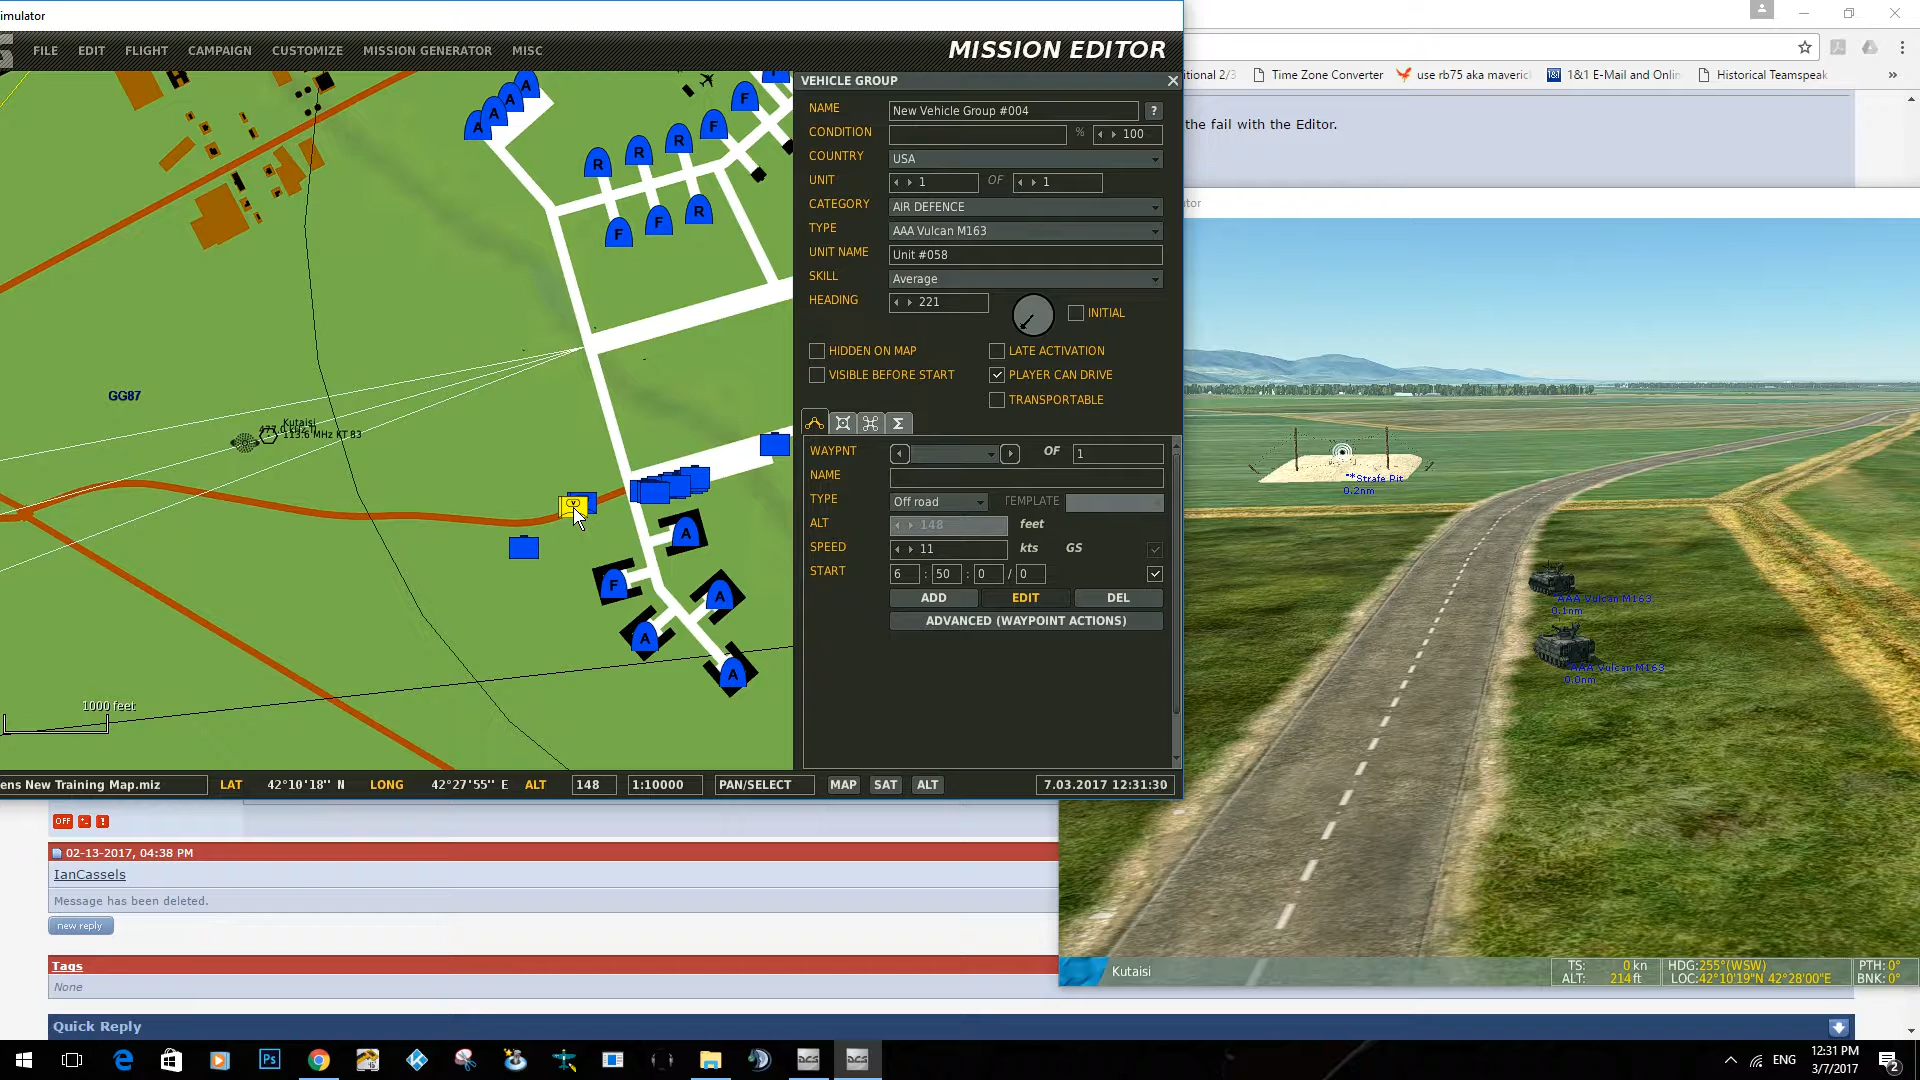 imulator
FILE EDIT FLIGHT CAMPAIGN CUSTOMIZE MISSION GENERATOR MISC
MISSION EDITOR
VEHICLE GROUP
NAME New Vehicle Group #004 ?
CONDITION % 100
COUNTRY USA
UNIT 1 OF 1
CATEGORY AIR DEFENCE
TYPE AAA Vulcan M163
UNIT NAME Unit #058
SKILL Average
HEADING 221
INITIAL
HIDDEN ON MAP LATE ACTIVATION
VISIBLE BEFORE START PLAYER CAN DRIVE
TRANSPORTABLE
WAYPNT OF 1
NAME
TYPE Off road TEMPLATE
ALT 148 feet
SPEED 11 kts GS
START 6 : 50 : 0 / 0
ADD EDIT DEL
ADVANCED (WAYPOINT ACTIONS)
A A A A
R R R F F
F F R
GG87
Kutaisi
113.6 MHz KT 83
A
F A
A
A
1000 feet
ens New Training Map.miz LAT 42°10'18'' N LONG 42°27'55'' E ALT 148 1:10000 PAN/SELECT MAP SAT ALT 7.03.2017 12:31:30
itional 2/3 Time Zone Converter use rb75 aka maveric 1&1 E-Mail and Onlin Historical Teamspeak »
the fail with the Editor.
tor
**Strafe Pit
0.2nm
AAA Vulcan M163
0.1nm
AAA Vulcan M163
0.0nm
Kutaisi
TS: 0 kn HDG:255°(WSW) PTH:0°
ALT: 214 ft LOC:42°10'19"N 42°28'00"E BNK:0°
OFF
02-13-2017, 04:38 PM
IanCassels
Message has been deleted.
new reply
Tags
None
Quick Reply
Ps
DCS DCS
ENG
12:31 PM
3/7/2017
2